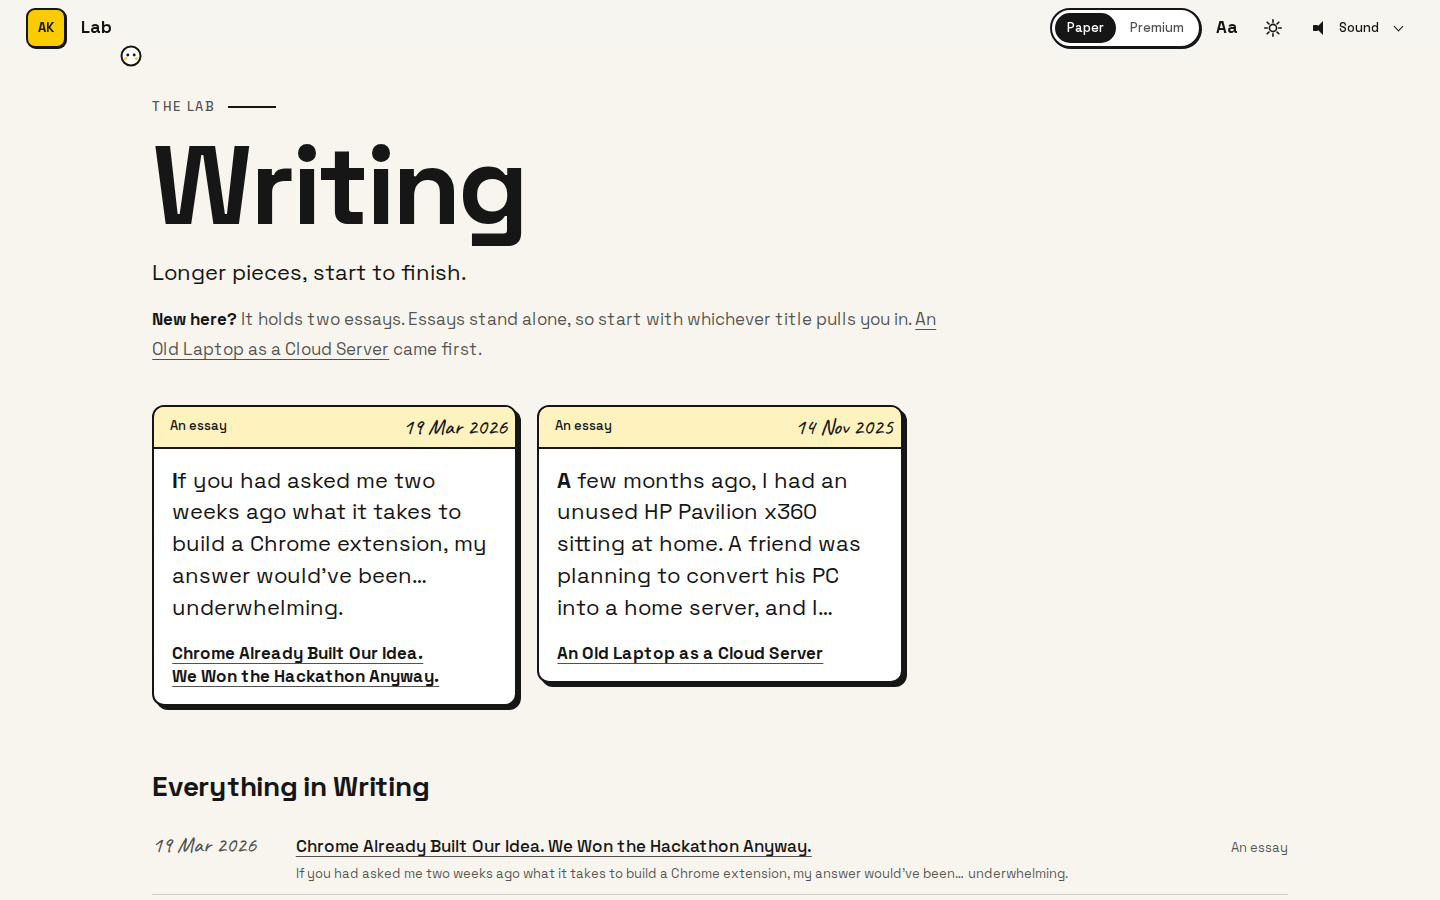 AK
Lab
Paper
Premium
Aa
Sound
THE LAB
Writing
Longer pieces, start to finish.
New here? It holds two essays. Essays stand alone, so start with whichever title pulls you in. An
Old Laptop as a Cloud Server came first.
An essay
19 Mar 2026
If you had asked me two
weeks ago what it takes to
build a Chrome extension, my
answer would’ve been…
underwhelming.
Chrome Already Built Our Idea.
We Won the Hackathon Anyway.
An essay
14 Nov 2025
A few months ago, I had an
unused HP Pavilion x360
sitting at home. A friend was
planning to convert his PC
into a home server, and I…
An Old Laptop as a Cloud Server
Everything in Writing
19 Mar 2026
Chrome Already Built Our Idea. We Won the Hackathon Anyway.
An essay
If you had asked me two weeks ago what it takes to build a Chrome extension, my answer would’ve been… underwhelming.